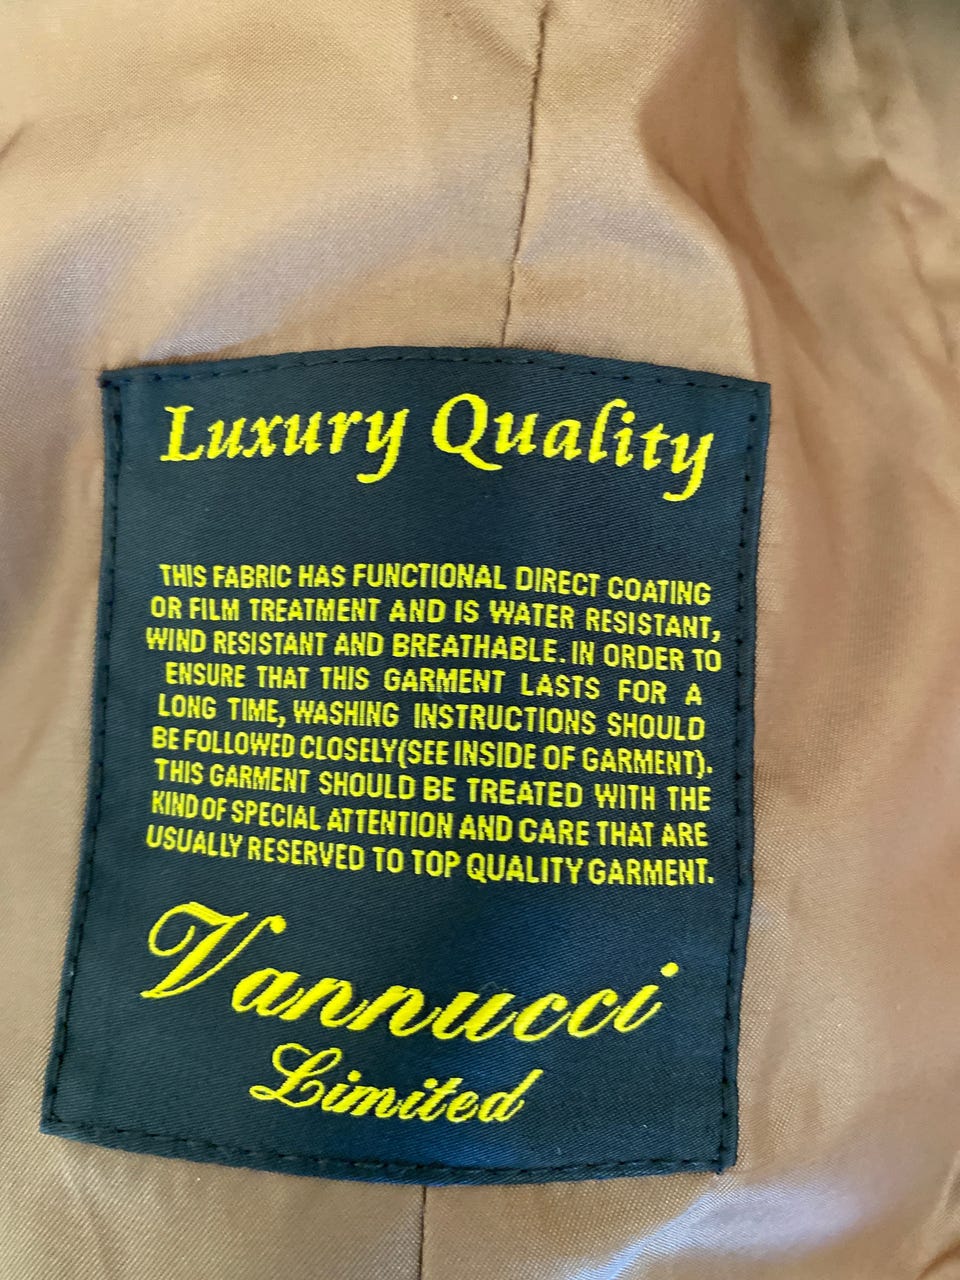 Luxury Quality
THIS FABRIC HAS FUNCTIONAL DIRECT COATING
OR FILM TREATMENT AND IS WATER RESISTANT,
WIND RESISTANT AND BREATHABLE. IN ORDER TO
ENSURE THAT THIS GARMENT LASTS FOR A
LONG TIME, WASHING INSTRUCTIONS SHOULD
BE FOLLOWED CLOSELY(SEE INSIDE OF GARMENT).
THIS GARMENT SHOULD BE TREATED WITH THE
KIND OF SPECIAL ATTENTION AND CARE THAT ARE
USUALLY RESERVED TO TOP QUALITY GARMENT.
Vannucci
Limited